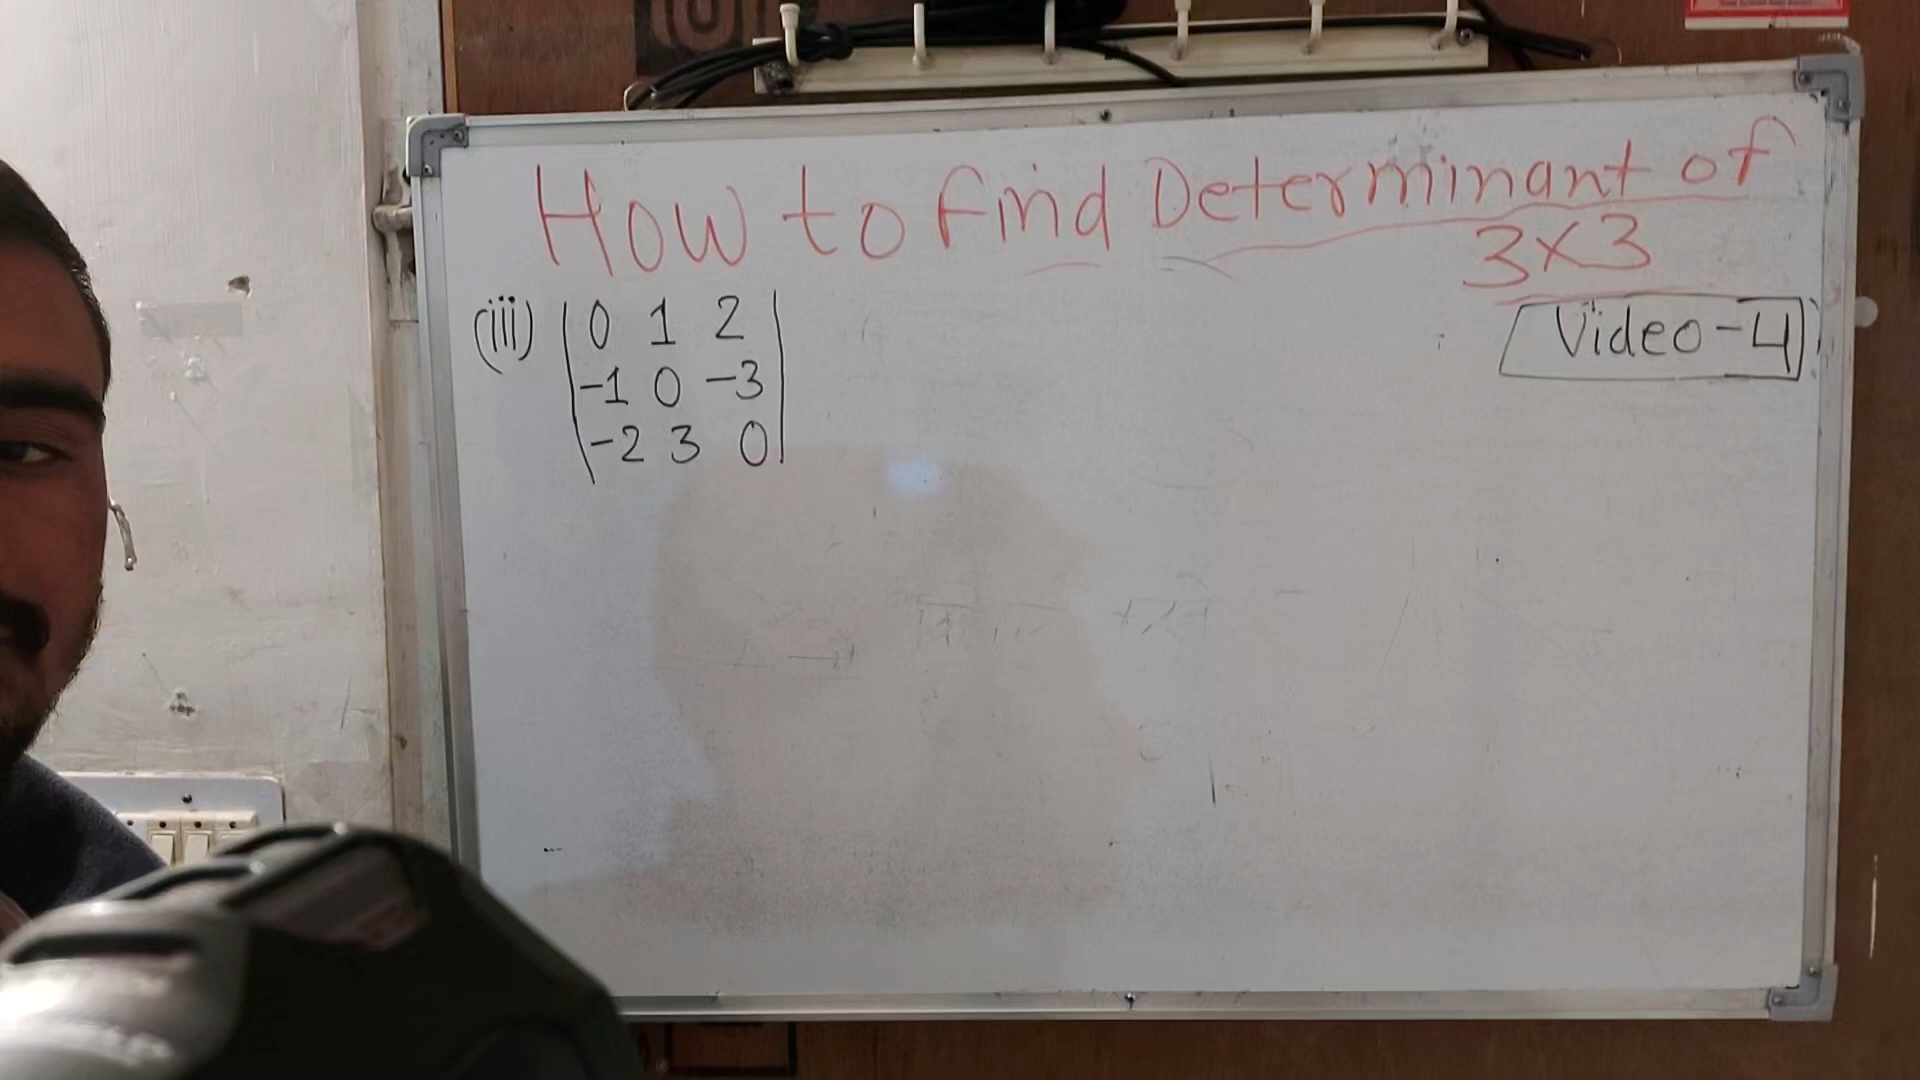 How to find Determinant of
3×3
Video-4
(iii) | 0 1 2 |
| -1 0 -3 |
| -2 3 0 |